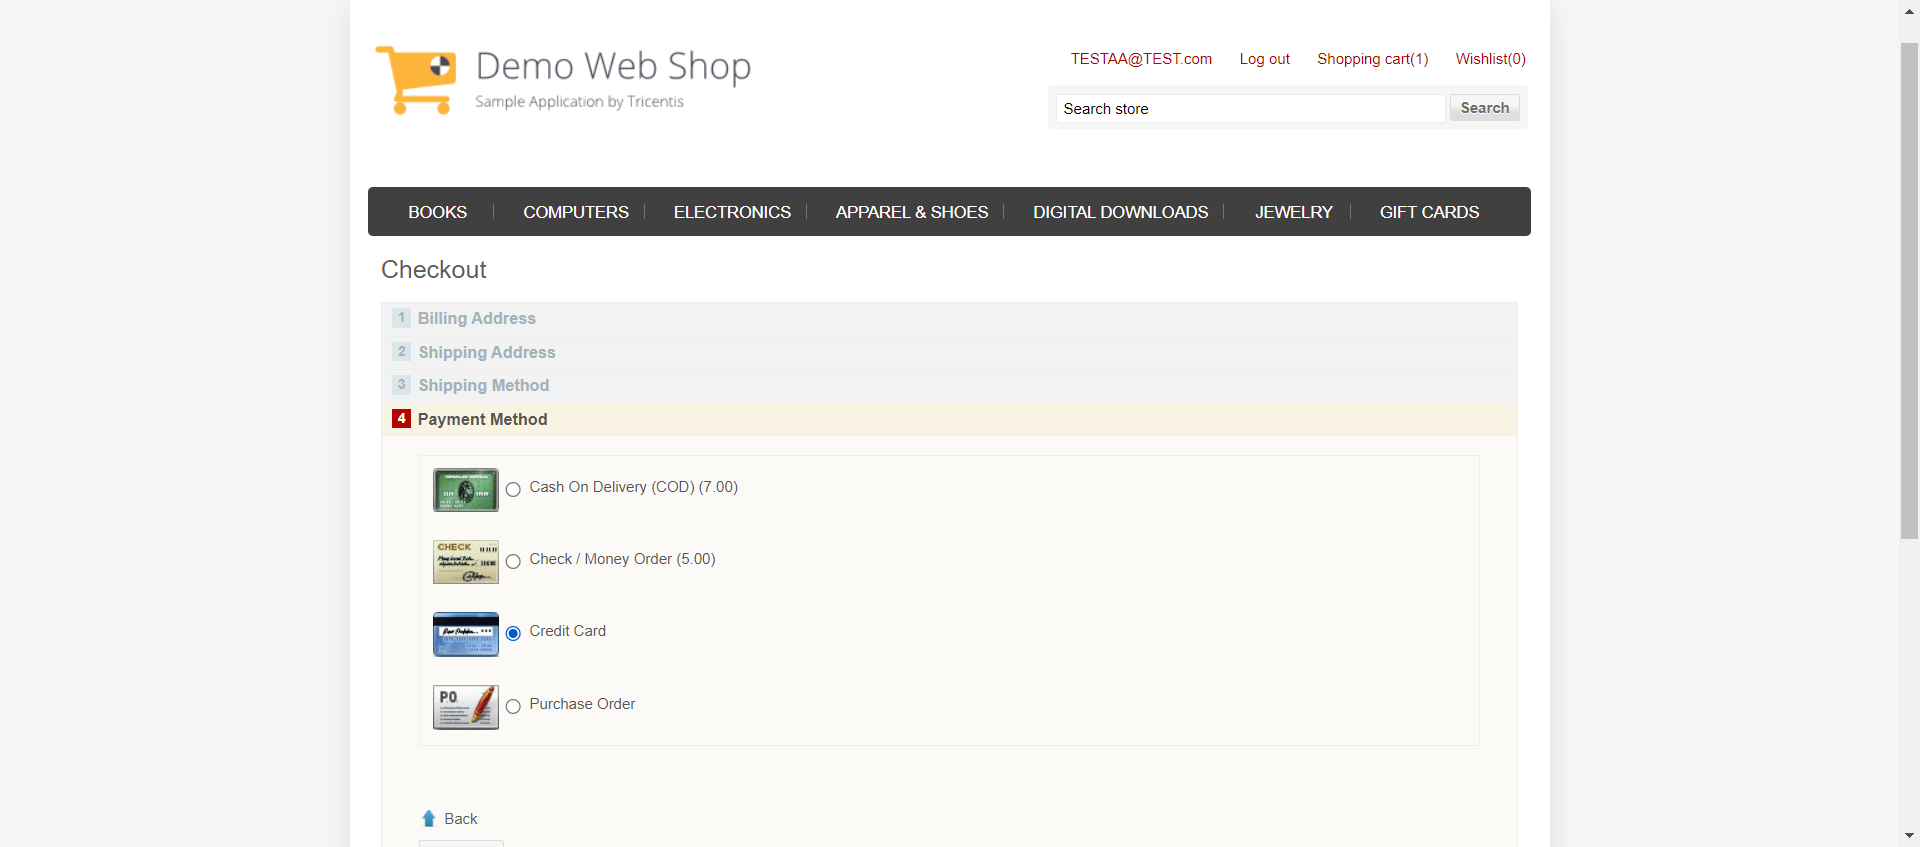 Demo Web Shop
Sample Application by Tricentis
TESTAA@TEST.com Log out Shopping cart(1) Wishlist(0)
Search store Search
BOOKS COMPUTERS ELECTRONICS APPAREL & SHOES DIGITAL DOWNLOADS JEWELRY GIFT CARDS
Checkout
1 Billing Address
2 Shipping Address
3 Shipping Method
4 Payment Method
Cash On Delivery (COD) (7.00)
CHECK
Check / Money Order (5.00)
Credit Card
P.O.
Purchase Order
Back